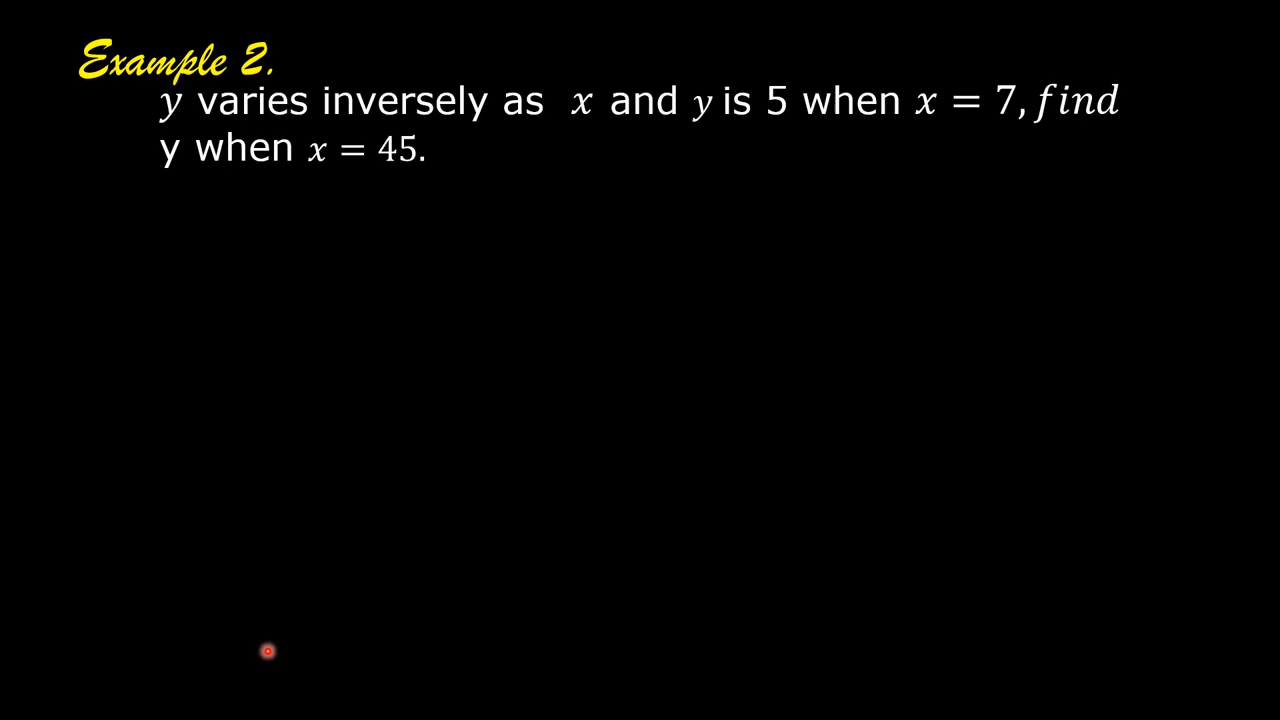 Example 2.
y varies inversely as x and y is 5 when x = 7, find
y when x = 45.